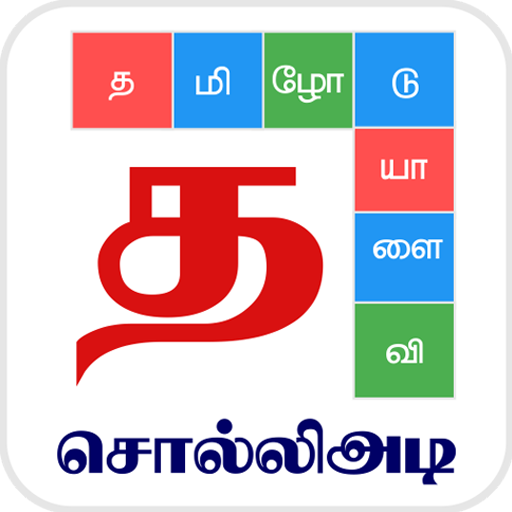 த மி ழோ டு
யா
ளை
வி
த
சொல்லிஅடி